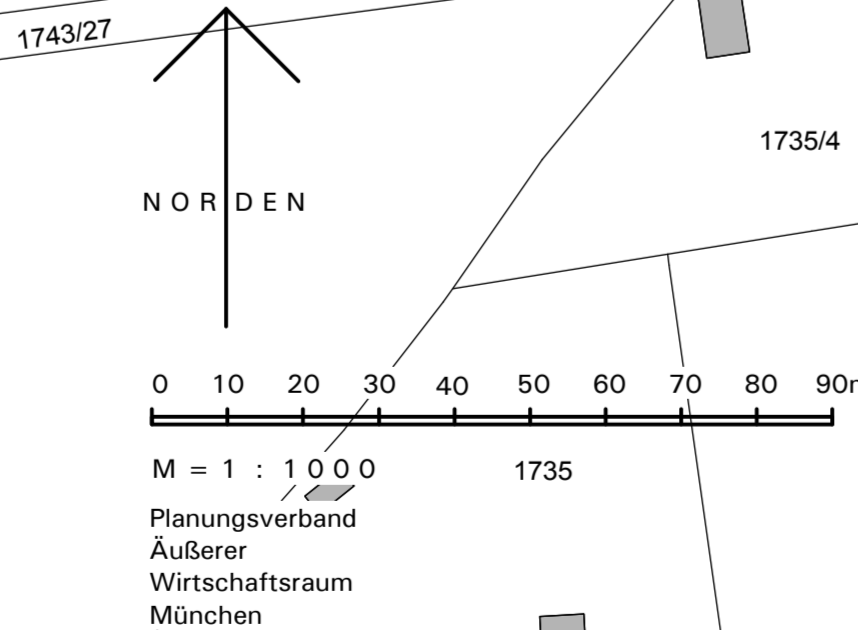 1743/27
1735/4
NORDEN
0 10 20 30 40 50 60 70 80 90m
M = 1 : 1000
1735
Planungsverband
Äußerer
Wirtschaftsraum
München